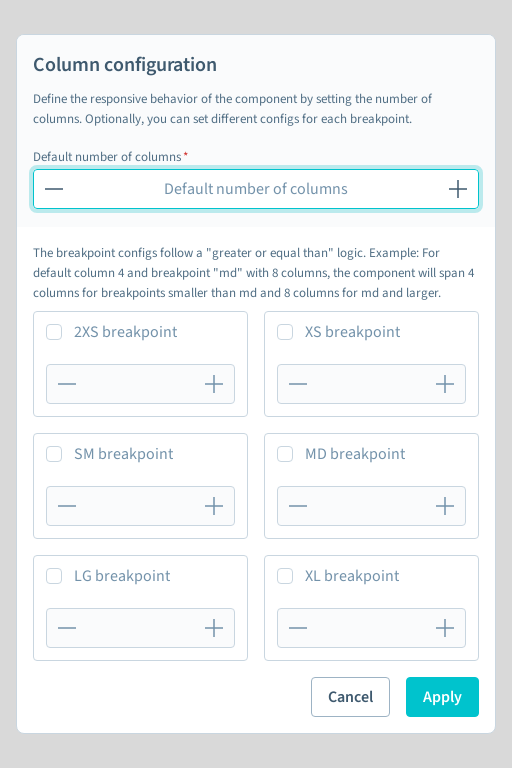 Column configuration
Define the responsive behavior of the component by setting the number of
columns. Optionally, you can set different configs for each breakpoint.
Default number of columns *
Default number of columns
The breakpoint configs follow a "greater or equal than" logic. Example: For
default column 4 and breakpoint "md" with 8 columns, the component will span 4
columns for breakpoints smaller than md and 8 columns for md and larger.
2XS breakpoint
XS breakpoint
SM breakpoint
MD breakpoint
LG breakpoint
XL breakpoint
Cancel
Apply